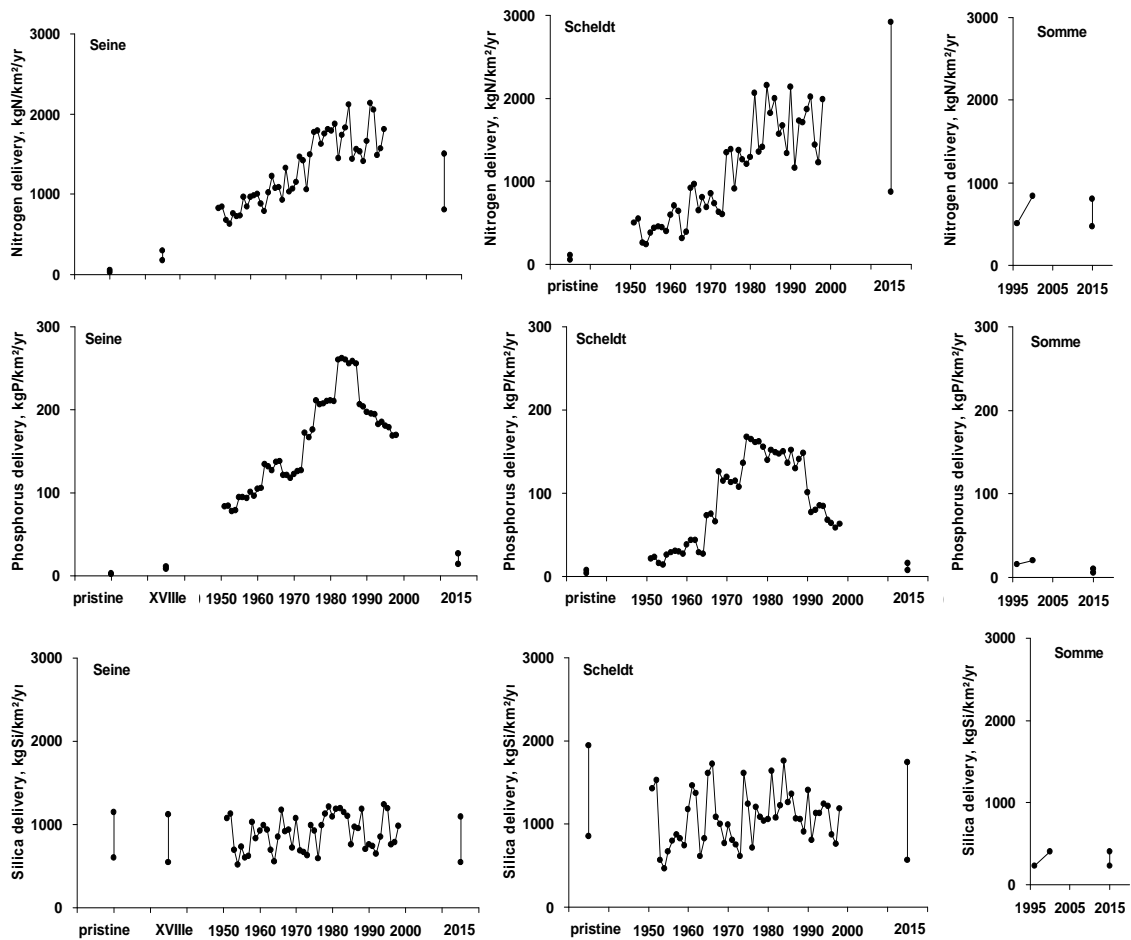 Nitrogen delivery, kgN/km²/yr
3000
2000
1000
0
Seine
Nitrogen delivery, kgN/km²/yr
3000
2000
1000
0
Scheldt
pristine 1950 1960 1970 1980 1990 2000 2015
Nitrogen delivery, kgN/km²/yr
3000
2000
1000
0
Somme
1995 2005 2015
Phosphorus delivery, kgP/km²/yr
300
200
100
0
Seine
pristine XVIIIe ) 1950 1960 1970 1980 1990 2000 2015
Phosphorus delivery, kgP/km²/yr
300
200
100
0
Scheldt
pristine 1950 1960 1970 1980 1990 2000 2015
Phosphorus delivery, kgP/km²/yr
300
200
100
0
Somme
1995 2005 2015
Silica delivery, kgSi/km²/yr
3000
2000
1000
0
Seine
pristine XVIIIe 1950 1960 1970 1980 1990 2000 2015
Silica delivery, kgSi/km²/yr
3000
2000
1000
0
Scheldt
pristine 1950 1960 1970 1980 1990 2000 2015
Silica delivery, kgSi/km²/yr
3000
2000
1000
0
Somme
1995 2005 2015